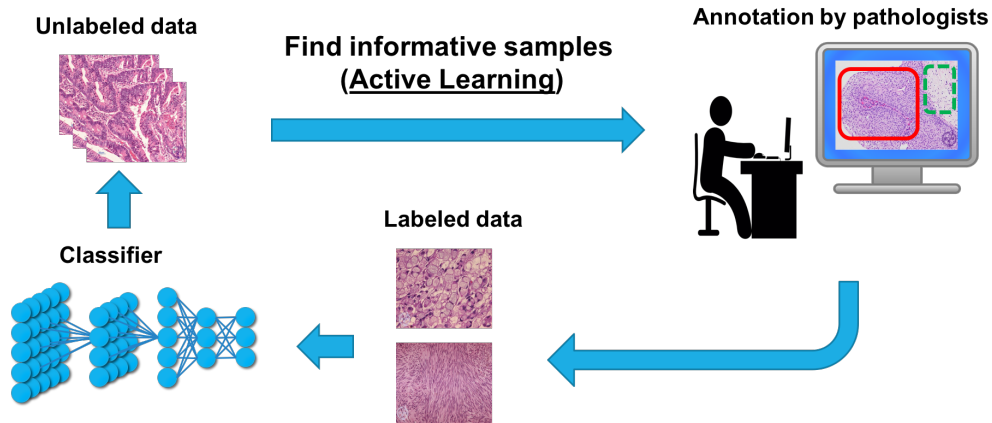 Unlabeled data
Find informative samples
(Active Learning)
Annotation by pathologists
Labeled data
Classifier